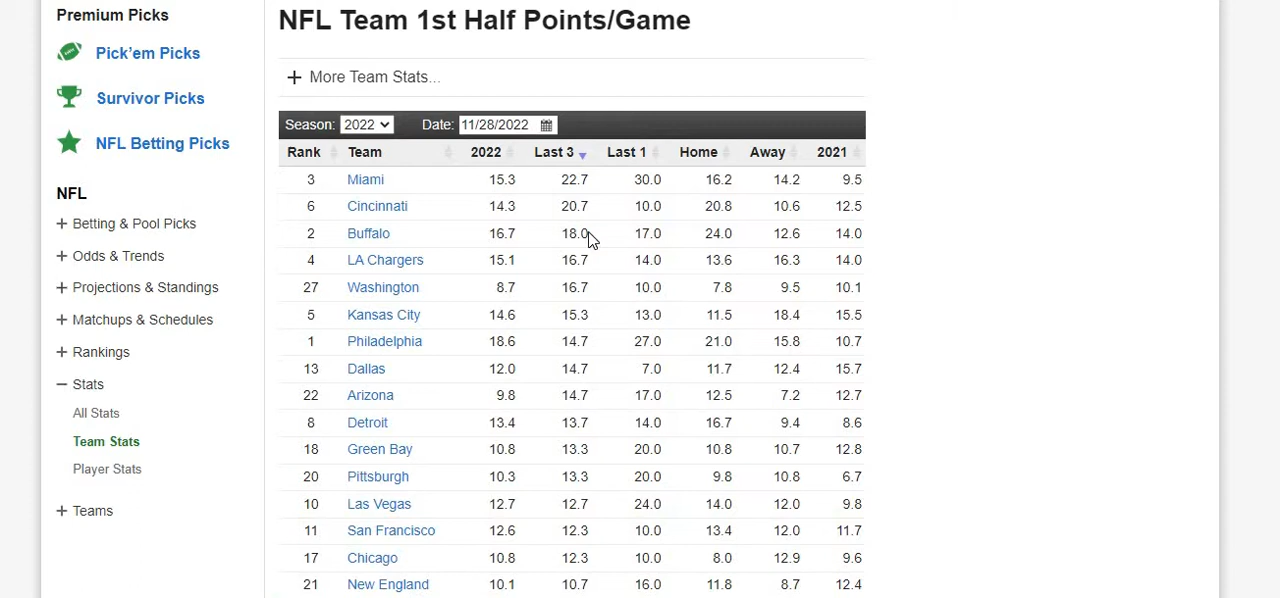 Premium Picks
Pick'em Picks
Survivor Picks
NFL Betting Picks
NFL
+ Betting & Pool Picks
+ Odds & Trends
+ Projections & Standings
+ Matchups & Schedules
+ Rankings
− Stats
All Stats
Team Stats
Player Stats
+ Teams
NFL Team 1st Half Points/Game
+ More Team Stats...
Season: 2022 Date: 11/28/2022
Rank Team 2022 Last 3 Last 1 Home Away 2021
3 Miami 15.3 22.7 30.0 16.2 14.2 9.5
6 Cincinnati 14.3 20.7 10.0 20.8 10.6 12.5
2 Buffalo 16.7 18.0 17.0 24.0 12.6 14.0
4 LA Chargers 15.1 16.7 14.0 13.6 16.3 14.0
27 Washington 8.7 16.7 10.0 7.8 9.5 10.1
5 Kansas City 14.6 15.3 13.0 11.5 18.4 15.5
1 Philadelphia 18.6 14.7 27.0 21.0 15.8 10.7
13 Dallas 12.0 14.7 7.0 11.7 12.4 15.7
22 Arizona 9.8 14.7 17.0 12.5 7.2 12.7
8 Detroit 13.4 13.7 14.0 16.7 9.4 8.6
18 Green Bay 10.8 13.3 20.0 10.8 10.7 12.8
20 Pittsburgh 10.3 13.3 20.0 9.8 10.8 6.7
10 Las Vegas 12.7 12.7 24.0 14.0 12.0 9.8
11 San Francisco 12.6 12.3 10.0 13.4 12.0 11.7
17 Chicago 10.8 12.3 10.0 8.0 12.9 9.6
21 New England 10.1 10.7 16.0 11.8 8.7 12.4